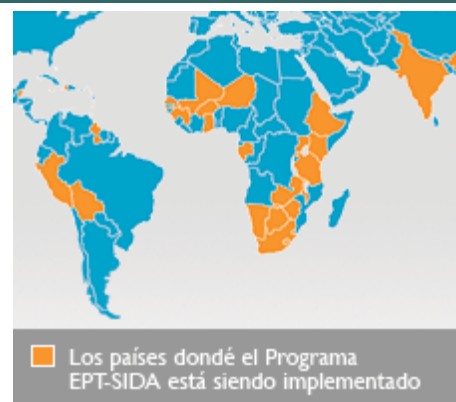 Los países dondé el Programa
EPT-SIDA está siendo implementado